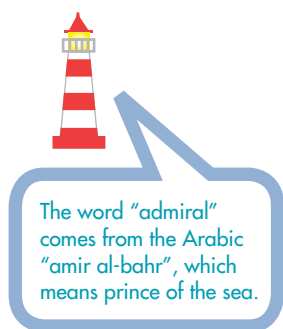 The word “admiral”
comes from the Arabic
“amir al-bahr”, which
means prince of the sea.